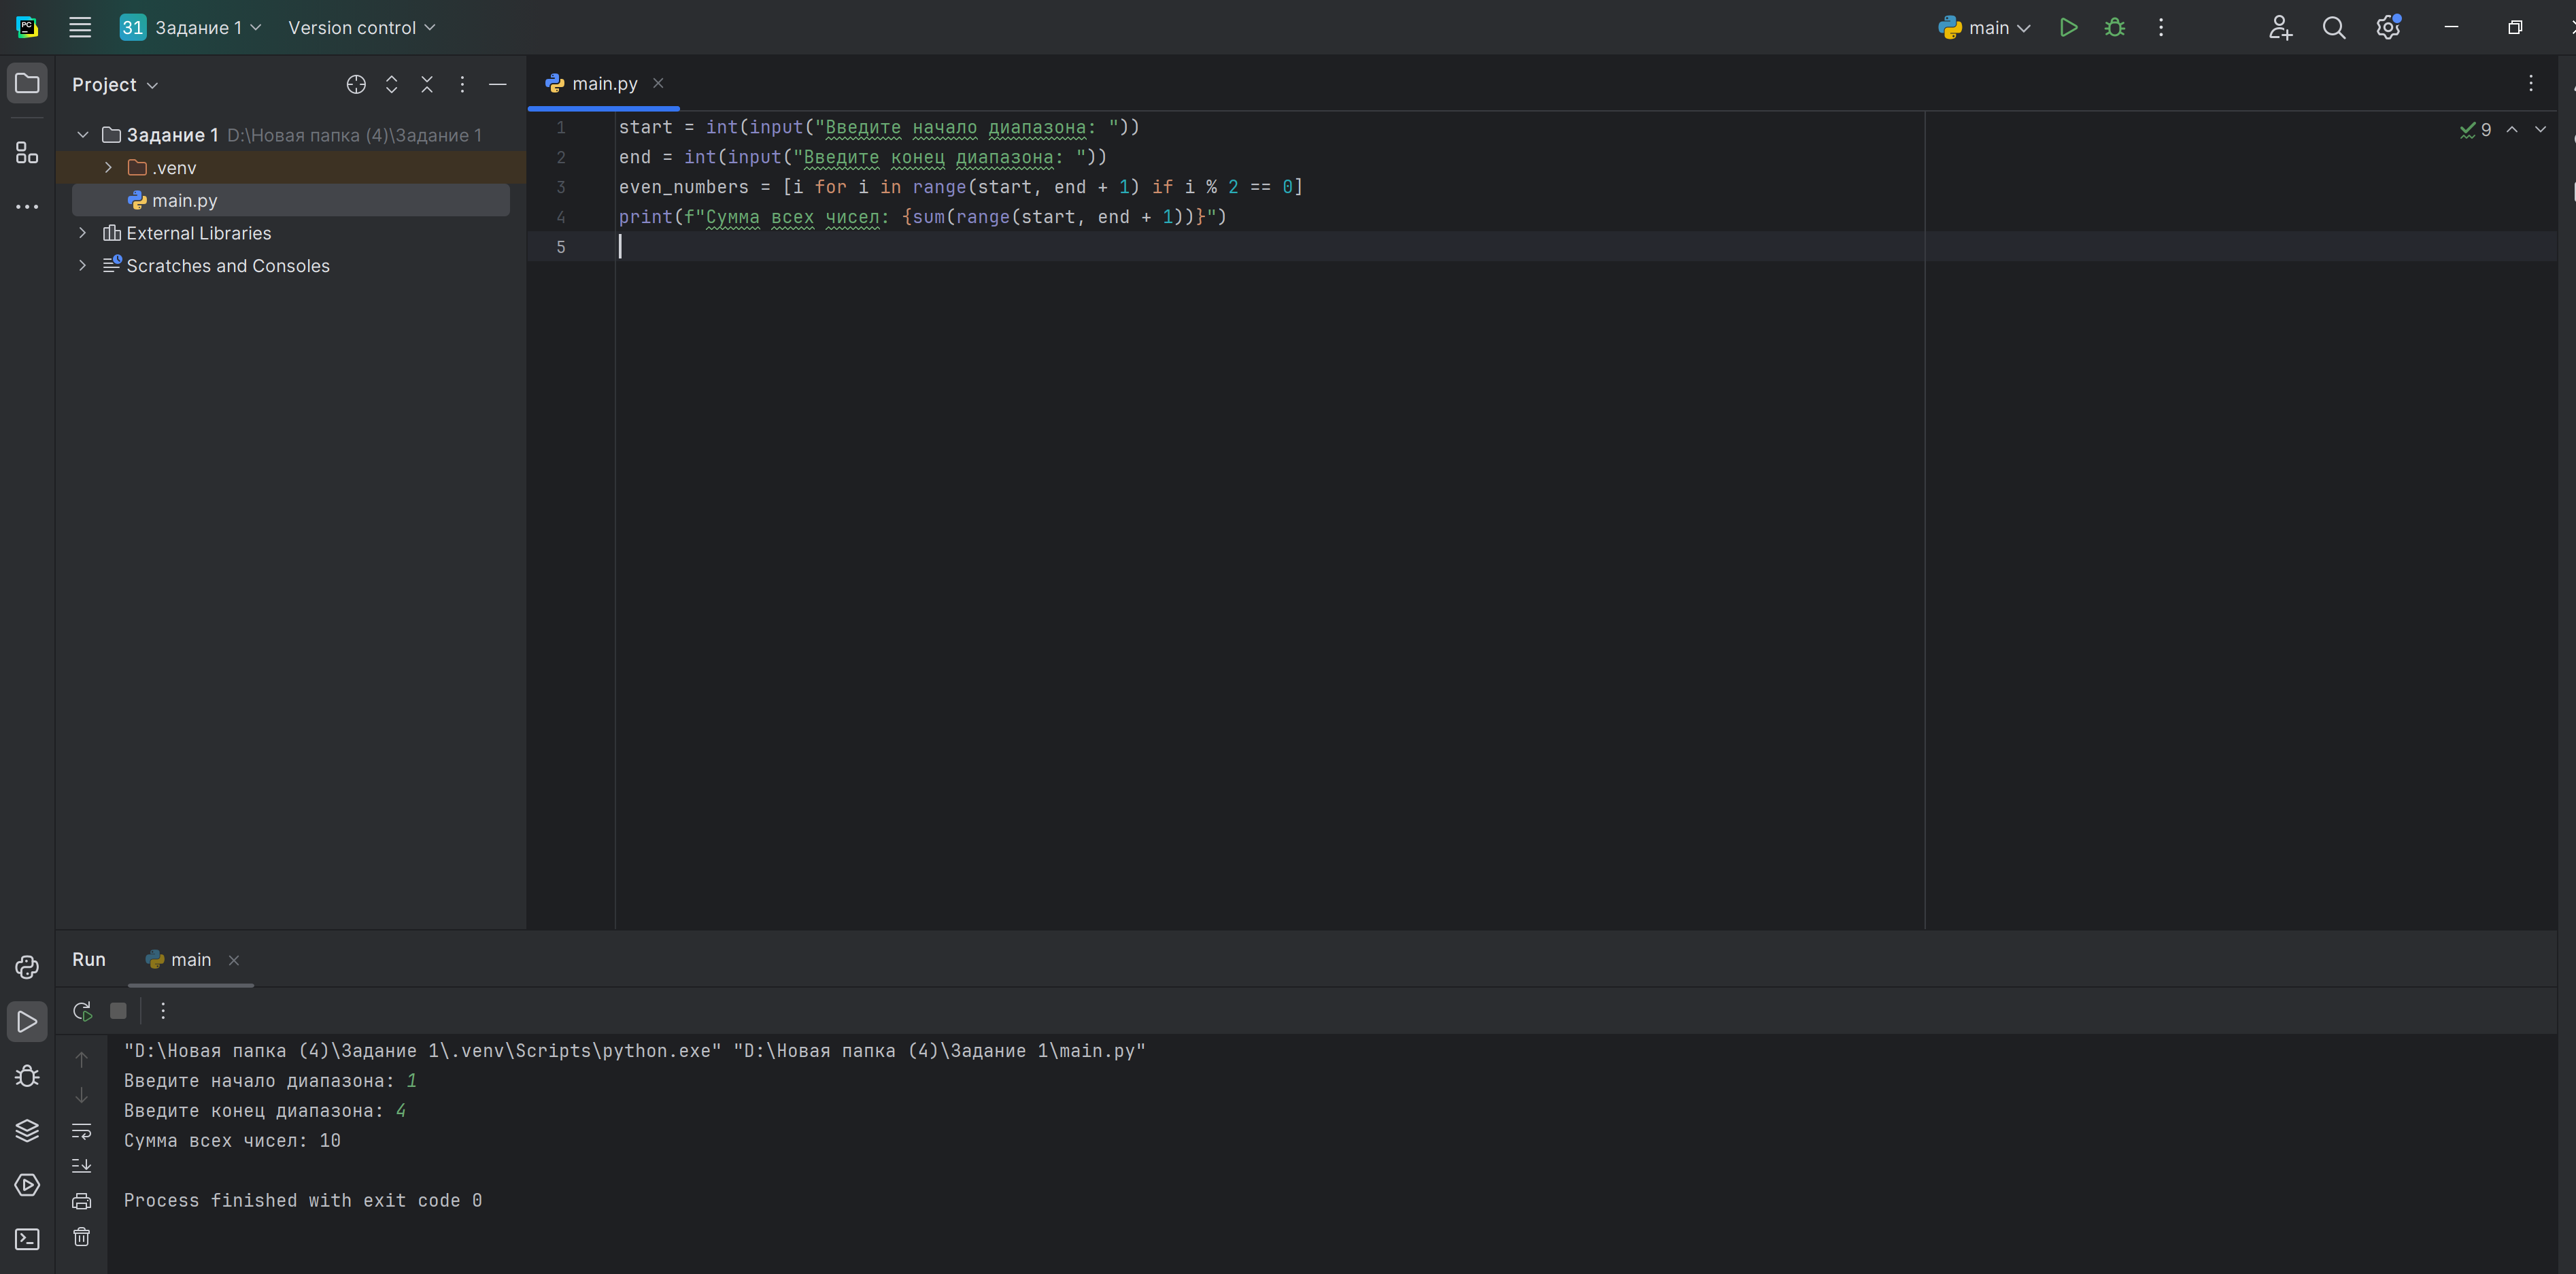 PC
31 Задание 1 Version control main
Project
main.py
Задание 1 D:\Новая папка (4)\Задание 1
.venv
main.py
External Libraries
Scratches and Consoles
1 start = int(input("Введите начало диапазона: "))
2 end = int(input("Введите конец диапазона: "))
3 even_numbers = [i for i in range(start, end + 1) if i % 2 == 0]
4 print(f"Сумма всех чисел: {sum(range(start, end + 1))}")
5
9
Run main
"D:\Новая папка (4)\Задание 1\.venv\Scripts\python.exe" "D:\Новая папка (4)\Задание 1\main.py"
Введите начало диапазона: 1
Введите конец диапазона: 4
Сумма всех чисел: 10
Process finished with exit code 0